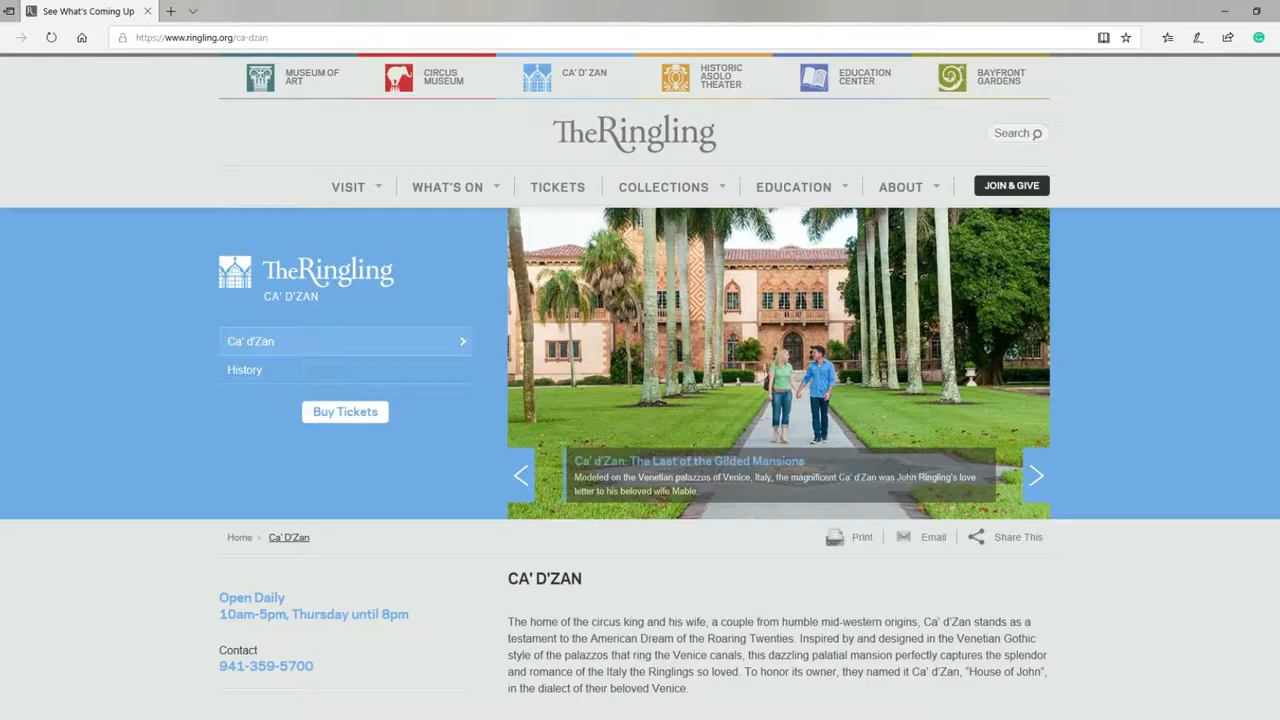 See What's Coming Up
https://www.ringling.org/ca-dzan
MUSEUM OF
ART
CIRCUS
MUSEUM
CA' D' ZAN
HISTORIC
ASOLO
THEATER
EDUCATION
CENTER
BAYFRONT
GARDENS
TheRingling
Search
VISIT
WHAT'S ON
TICKETS
COLLECTIONS
EDUCATION
ABOUT
JOIN & GIVE
TheRingling
CA' D'ZAN
Ca' d'Zan
History
Buy Tickets
Ca' d'Zan: The Last of the Gilded Mansions
Modeled on the Venetian palazzos of Venice, Italy, the magnificent Ca' d'Zan was John Ringling's love
letter to his beloved wife Mable.
Home > Ca' D'Zan
Print
Email
Share This
Open Daily
10am-5pm, Thursday until 8pm
Contact
941-359-5700
CA' D'ZAN
The home of the circus king and his wife, a couple from humble mid-western origins, Ca' d'Zan stands as a
testament to the American Dream of the Roaring Twenties. Inspired by and designed in the Venetian Gothic
style of the palazzos that ring the Venice canals, this dazzling palatial mansion perfectly captures the splendor
and romance of the Italy the Ringlings so loved. To honor its owner, they named it Ca' d'Zan, "House of John",
in the dialect of their beloved Venice.